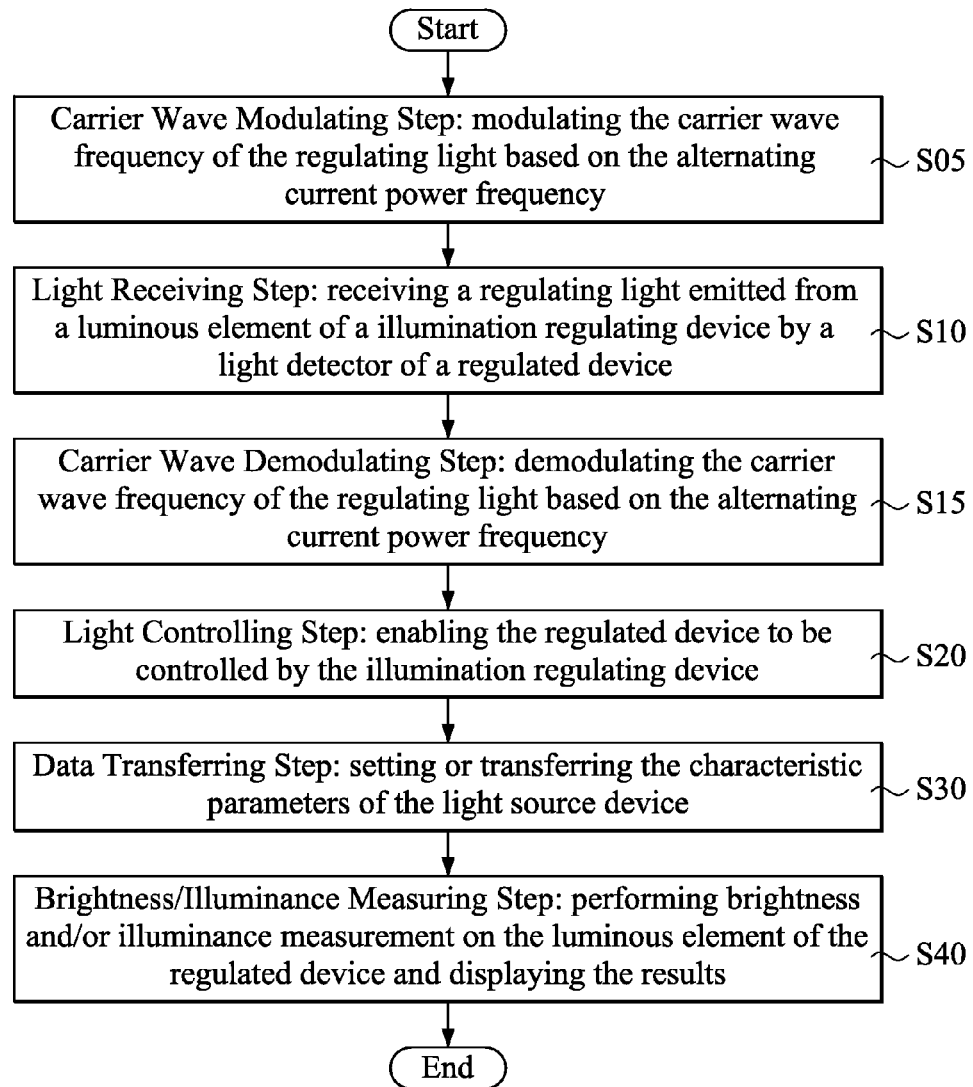 Start
Carrier Wave Modulating Step: modulating the carrier wave
frequency of the regulating light based on the alternating
current power frequency
S05
Light Receiving Step: receiving a regulating light emitted from
a luminous element of a illumination regulating device by a
light detector of a regulated device
S10
Carrier Wave Demodulating Step: demodulating the carrier
wave frequency of the regulating light based on the alternating
current power frequency
S15
Light Controlling Step: enabling the regulated device to be
controlled by the illumination regulating device
S20
Data Transferring Step: setting or transferring the characteristic
parameters of the light source device
S30
Brightness/Illuminance Measuring Step: performing brightness
and/or illuminance measurement on the luminous element of the
regulated device and displaying the results
S40
End